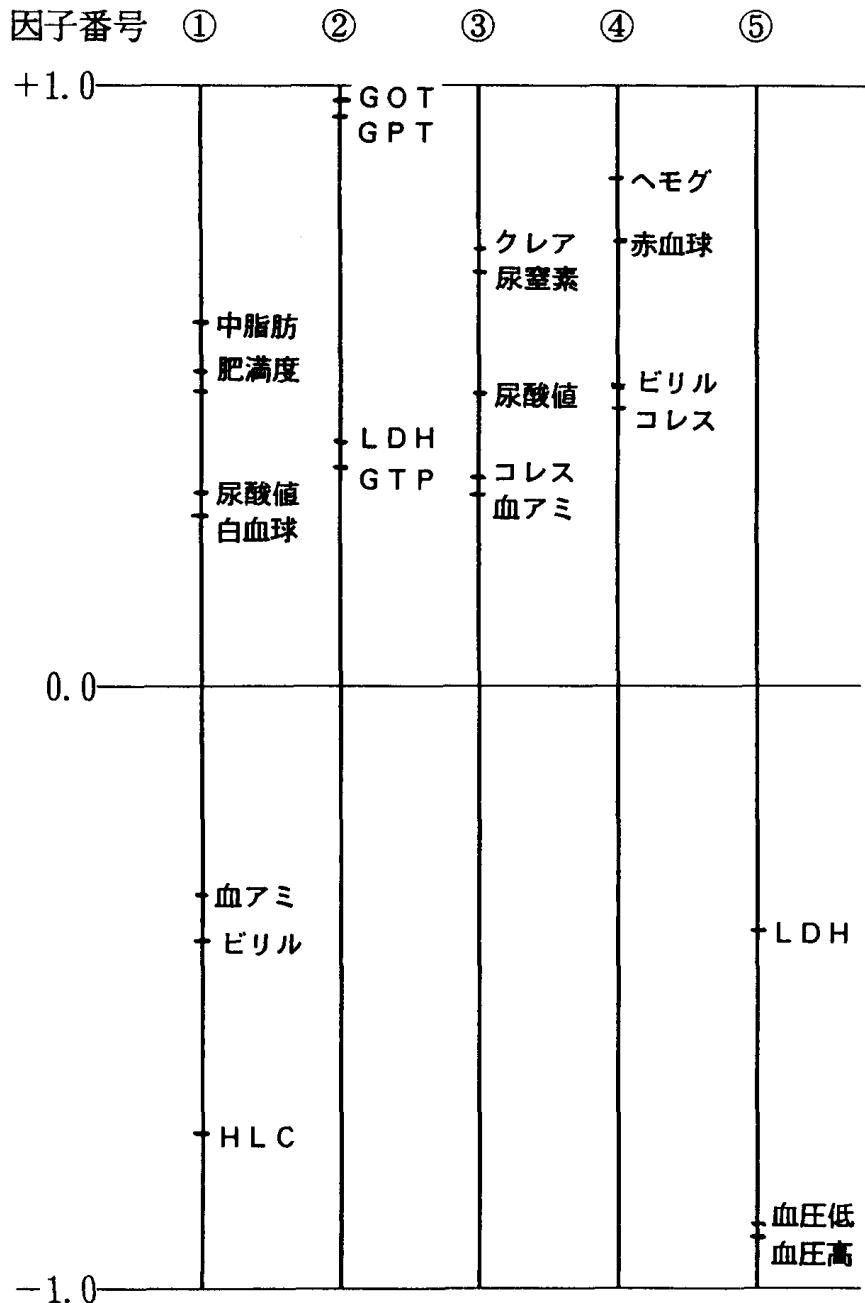 因子番号 ① ② ③ ④ ⑤
+1.0
GOT
GPT
ヘモグ
クレア
赤血球
尿窒素
中脂肪
肥満度
ビリル
尿酸値
コレス
LDH
GTP
コレス
尿酸値
血アミ
白血球
0.0
血アミ
ビリル
LDH
HLC
血圧低
血圧高
−1.0